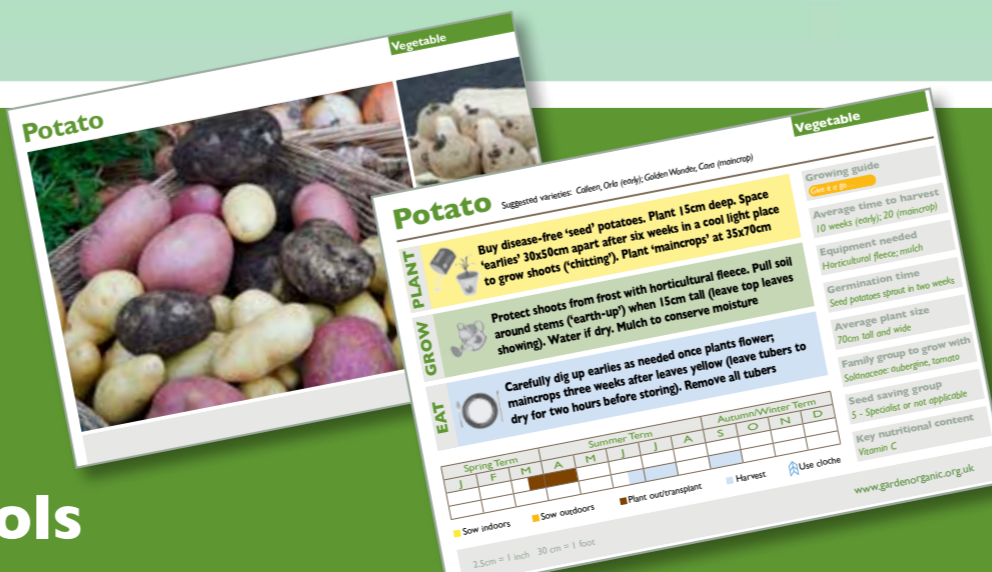 Vegetable
Potato
Vegetable
Potato Suggested varieties: Colleen, Orla (early); Golden Wonder, Cara (maincrop)
PLANT
Buy disease-free ‘seed’ potatoes. Plant 15cm deep. Space
‘earlies’ 30x50cm apart after six weeks in a cool light place
to grow shoots (‘chitting’). Plant ‘maincrops’ at 35x70cm
GROW
Protect shoots from frost with horticultural fleece. Pull soil
around stems (‘earth-up’) when 15cm tall (leave top leaves
showing). Water if dry. Mulch to conserve moisture
EAT
Carefully dig up earlies as needed once plants flower;
maincrops three weeks after leaves yellow (leave tubers to
dry for two hours before storing). Remove all tubers
Growing guide
Give it a go...
Average time to harvest
10 weeks (early); 20 (maincrop)
Equipment needed
Horticultural fleece; mulch
Germination time
Seed potatoes sprout in two weeks
Average plant size
70cm tall and wide
Family group to grow with
Solanaceae: aubergine, tomato
Seed saving group
5 - Specialist or not applicable
Key nutritional content
Vitamin C
Spring Term Summer Term Autumn/Winter Term
J F M A M J J A S O N D
Sow indoors Sow outdoors Plant out/transplant Harvest Use cloche
www.gardenorganic.org.uk
2.5cm = 1 inch 30 cm = 1 foot
ols